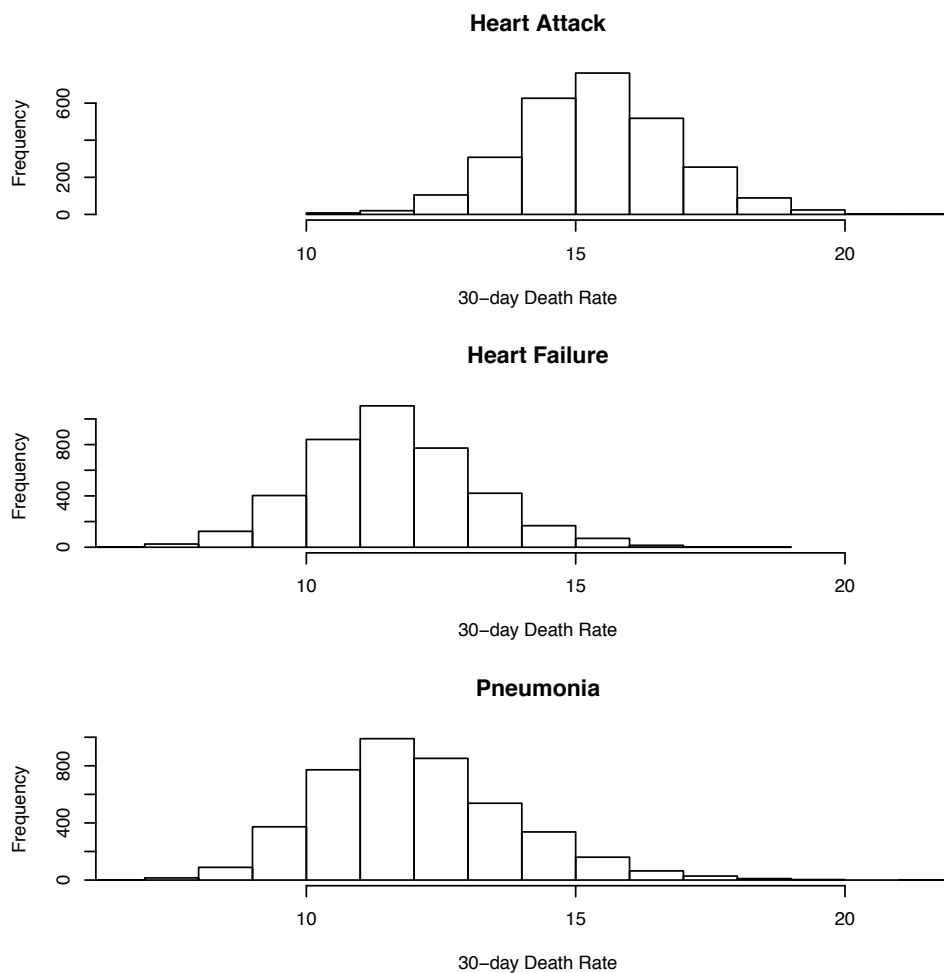 Heart Attack
Frequency
600
200
0
10 15 20
30−day Death Rate
Heart Failure
Frequency
800
400
0
10 15 20
30−day Death Rate
Pneumonia
Frequency
800
400
0
10 15 20
30−day Death Rate